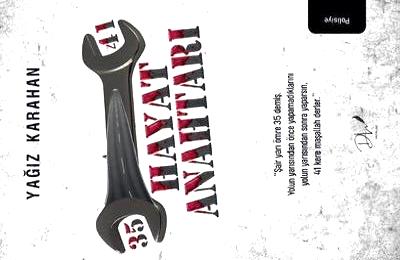 YAĞIZ KARAHAN
35
41
HAYAT
ANAHTARI
"Şair yarı ömre 35 demiş.
Yolun yarısından önce yapamadıklarını
yolun yarısından sonra yaparsın,
41 kere maşallah derler."
Polisiye